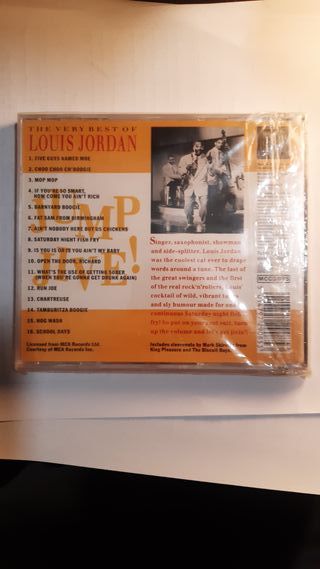 THE VERY BEST OF
LOUIS JORDAN
1. FIVE GUYS NAMED MOE
2. CHOO CHOO CH'BOOGIE
3. MOP MOP
4. IF YOU'RE SO SMART,
HOW COME YOU AIN'T RICH
5. BARNYARD BOOGIE
6. FAT SAM FROM BIRMINGHAM
7. AIN'T NOBODY HERE BUT US CHICKENS
8. SATURDAY NIGHT FISH FRY
9. IS YOU IS OR IS YOU AIN'T MY BABY
10. OPEN THE DOOR, RICHARD
11. WHAT'S THE USE OF GETTING SOBER
(WHEN YOU'RE GONNA GET DRUNK AGAIN)
12. RUN JOE
13. CHARTREUSE
14. TAMBURITZA BOOGIE
15. HOG WASH
16. SCHOOL DAYS
Licensed from MCA Records Ltd.
Courtesy of MCA Records Inc.
Singer, saxophonist, showman
and side-splitter, Louis Jordan
was the coolest cat ever to drape
words around a tune. The last of
the great swingers and the first
of the real rock'n'rollers, Louis'
cocktail of wild, vibrant
and sly humour made for one
continuous Saturday night fish
fry! So put on your zoot suit, turn
up the volume and let's get jivin'!
Includes sleevenote by Mark
King Pleasure and The Biscuit Boys